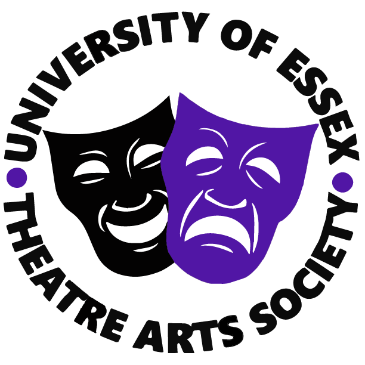 UNIVERSITY OF ESSEX
THEATRE ARTS SOCIETY